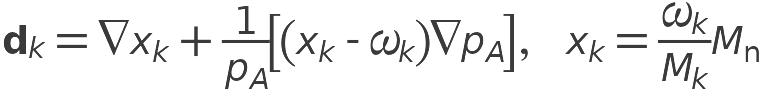 𝐝ₖ = ∇xₖ + 1/p_A [(xₖ - ωₖ)∇p_A],   xₖ = ωₖ/Mₖ Mₙ